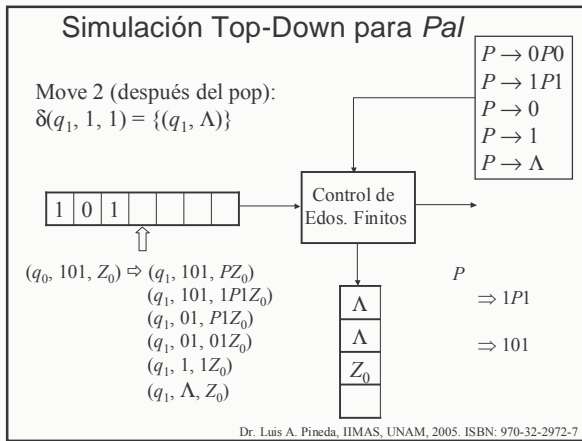 Simulación Top-Down para Pal
P → 0P0
P → 1P1
P → 0
P → 1
P → Λ
Move 2 (después del pop):
δ(q₁, 1, 1) = {(q₁, Λ)}
1 0 1
Control de
Edos. Finitos
(q₀, 101, Z₀) ⇨ (q₁, 101, PZ₀)
(q₁, 101, 1P1Z₀)
(q₁, 01, P1Z₀)
(q₁, 01, 01Z₀)
(q₁, 1, 1Z₀)
(q₁, Λ, Z₀)
Λ
Λ
Z₀
P
⇒ 1P1
⇒ 101
Dr. Luis A. Pineda, IIMAS, UNAM, 2005. ISBN: 970-32-2972-7